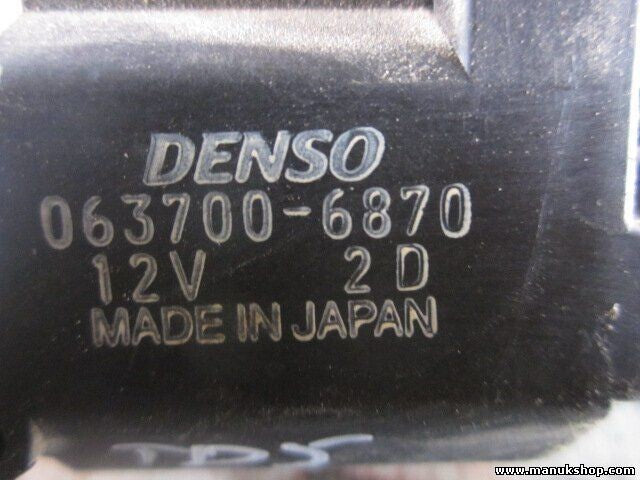 DENSO
063700-6870
12V 2D
MADE IN JAPAN
www.manukshop.com